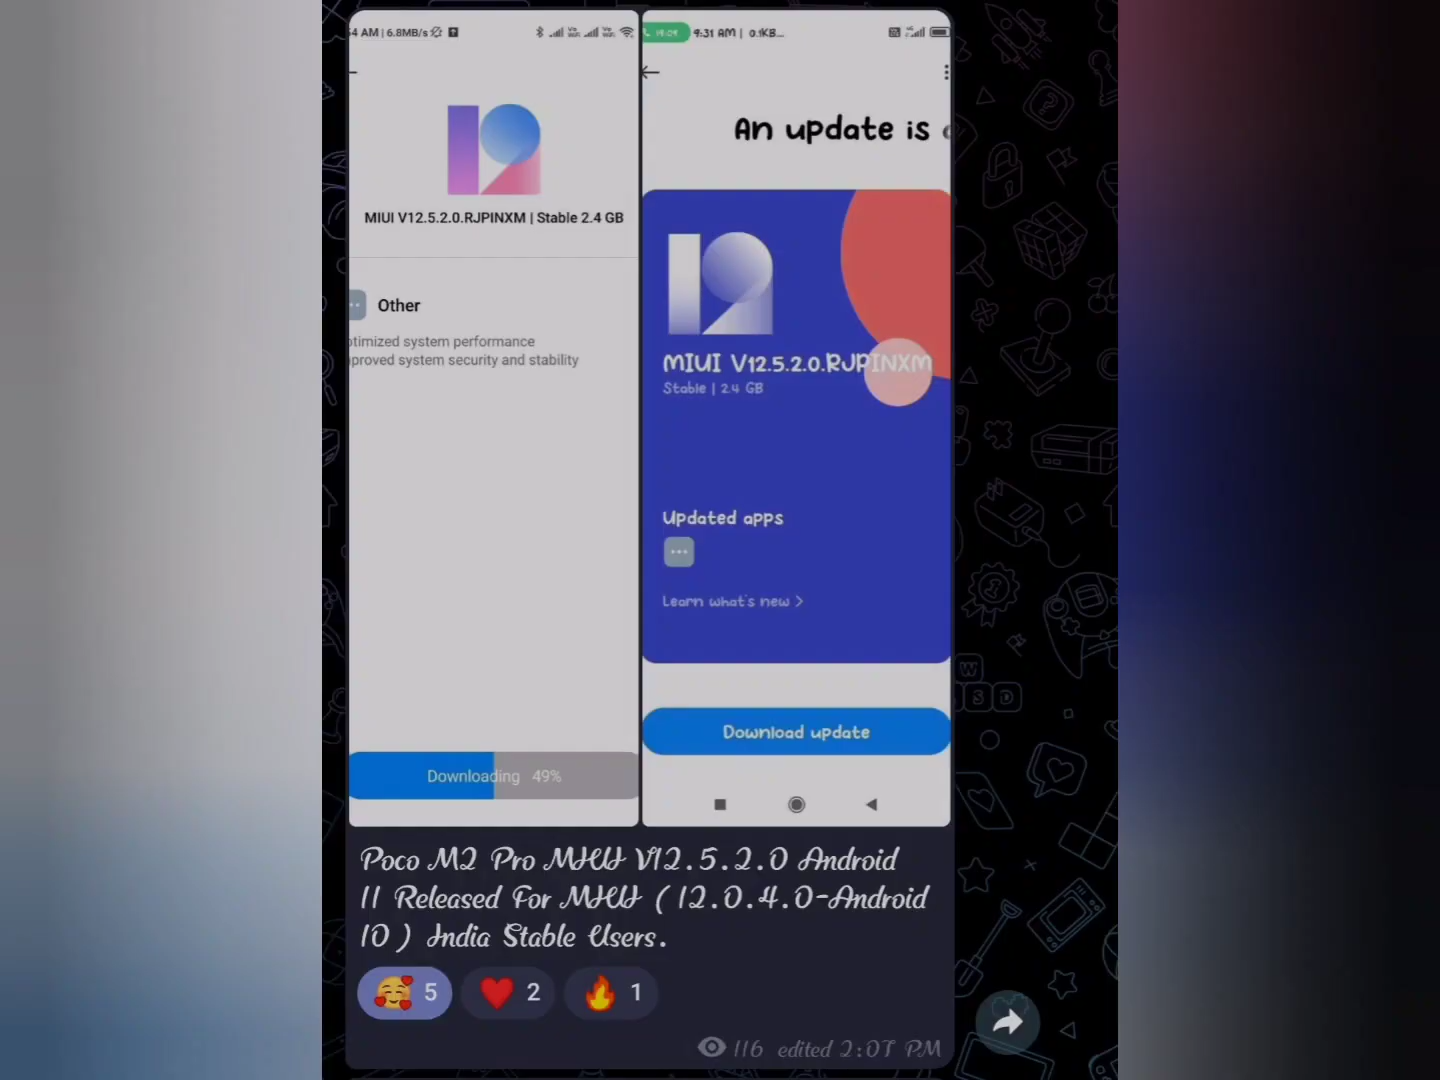 4 AM | 6.8MB/s
MIUI V12.5.2.0.RJPINXM | Stable 2.4 GB
Other
timized system performance
proved system security and stability
Downloading 49%
19:09 9:31 AM | 0.1KB...
An update is
MIUI V12.5.2.0.RJPINXM
Stable | 2.4 GB
Updated apps
Learn what's new >
Download update
Poco M2 Pro MIUI V12.5.2.0 Android
11 Released For MIUI ( 12.0.4.0-Android
10 ) India Stable Users.
5 2 1
116 edited 2:07 PM